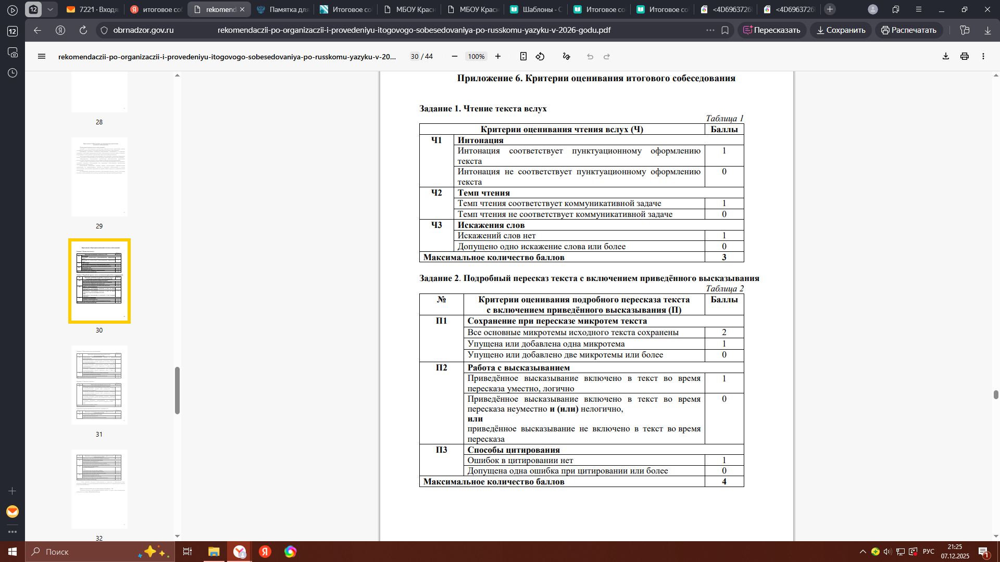 12
7221 · Входя
итоговое соб
rekomend
Памятка для
Итоговое со
МБОУ Красн
МБОУ Красн
Шаблоны - С
Итоговое со
Итоговое со
<4D6963726
<4D6963726
12
obrnadzor.gov.ru
rekomendaczii-po-organizaczii-i-provedeniyu-itogovogo-sobesedovaniya-po-russkomu-yazyku-v-2026-godu.pdf
Пересказать
Сохранить
Распечатать
rekomendaczii-po-organizaczii-i-provedeniyu-itogovogo-sobesedovaniya-po-russkomu-yazyku-v-20...
30 / 44
100%
28
29
30
31
32
Приложение 6. Критерии оценивания итогового собеседования
Задание 1. Чтение текста вслух
Таблица 1
Критерии оценивания чтения вслух (Ч) Баллы
Ч1 Интонация
Интонация соответствует пунктуационному оформлению 1
текста
Интонация не соответствует пунктуационному оформлению 0
текста
Ч2 Темп чтения
Темп чтения соответствует коммуникативной задаче 1
Темп чтения не соответствует коммуникативной задаче 0
Ч3 Искажения слов
Искажений слов нет 1
Допущено одно искажение слова или более 0
Максимальное количество баллов 3
Задание 2. Подробный пересказ текста с включением приведённого высказывания
Таблица 2
№ Критерии оценивания подробного пересказа текста Баллы
с включением приведённого высказывания (П)
П1 Сохранение при пересказе микротем текста
Все основные микротемы исходного текста сохранены 2
Упущена или добавлена одна микротема 1
Упущено или добавлено две микротемы или более 0
П2 Работа с высказыванием
Приведённое высказывание включено в текст во время 1
пересказа уместно, логично
Приведённое высказывание включено в текст во время 0
пересказа неуместно и (или) нелогично,
или
приведённое высказывание не включено в текст во время
пересказа
П3 Способы цитирования
Ошибок в цитировании нет 1
Допущена одна ошибка при цитировании или более 0
Максимальное количество баллов 4
Поиск
РУС
21:25
07.12.2025
1